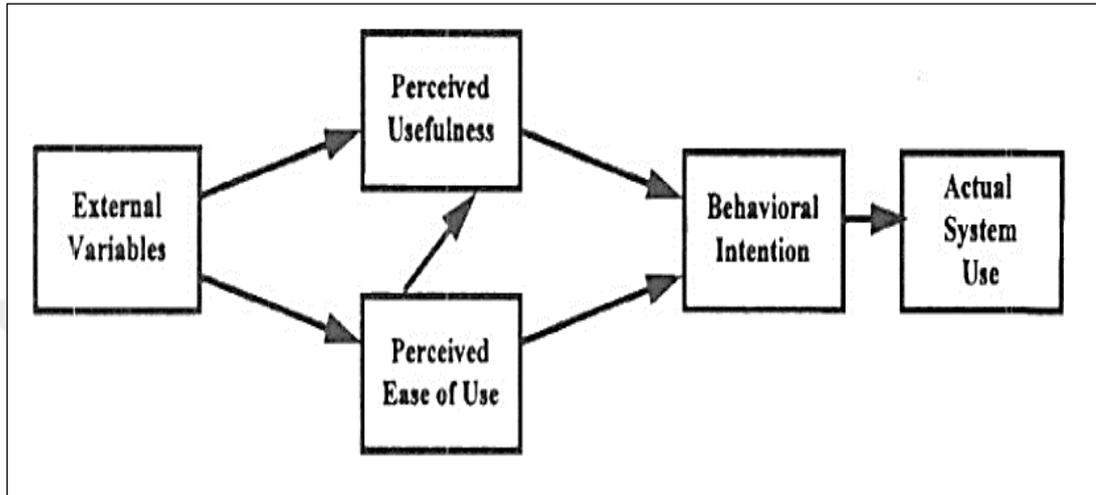 External
Variables
Perceived
Usefulness
Perceived
Ease of Use
Behavioral
Intention
Actual
System
Use